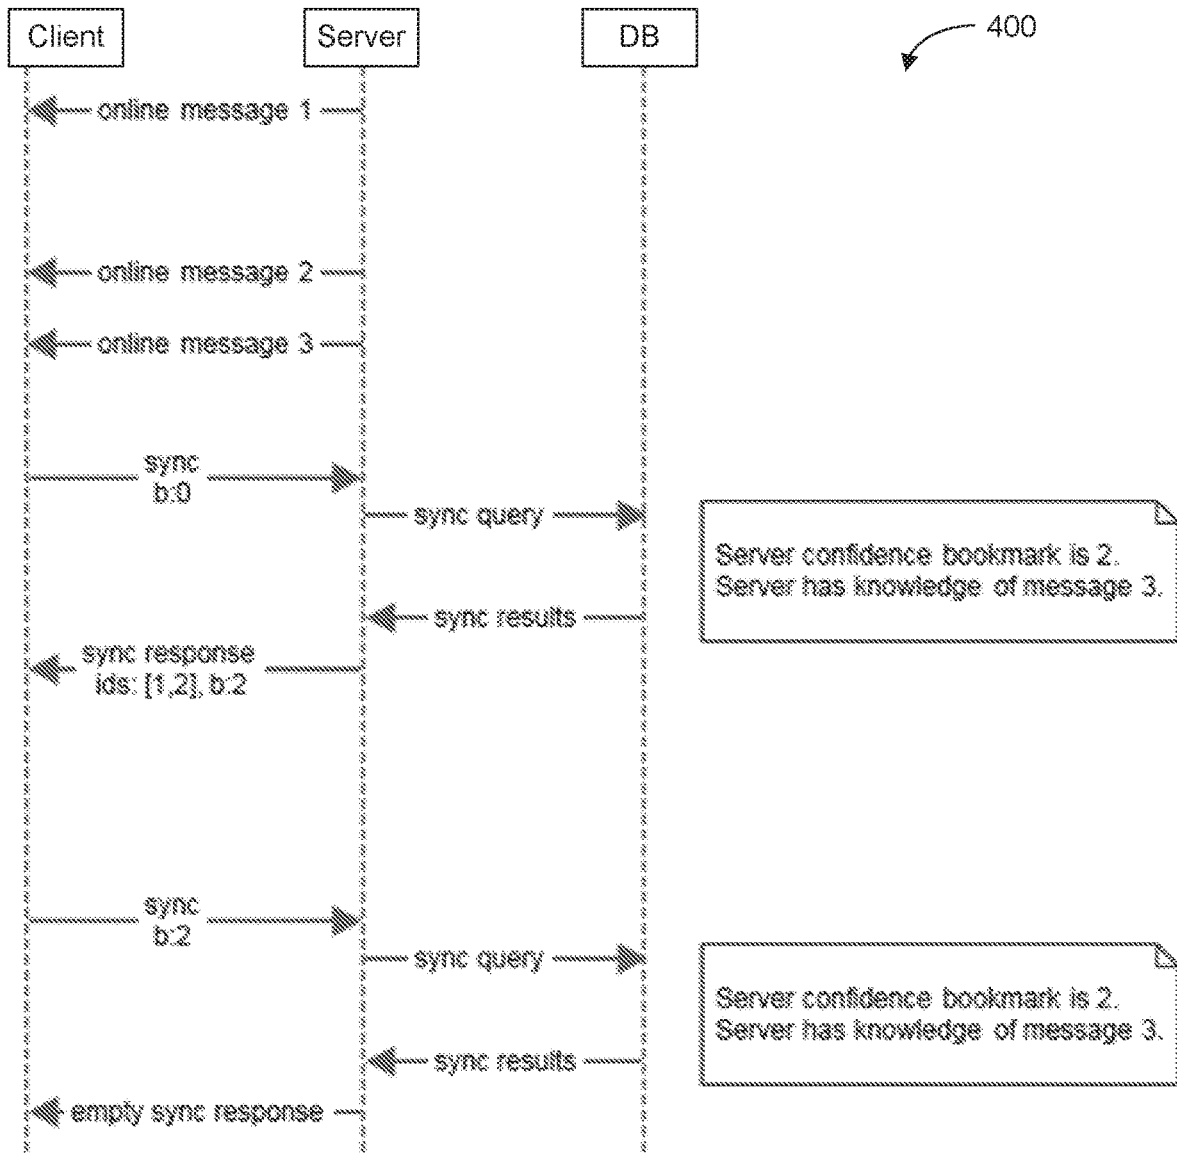 Client
Server
DB
400
online message 1
online message 2
online message 3
sync
b:0
sync query
Server confidence bookmark is 2.
Server has knowledge of message 3.
sync results
sync response
ids: [1,2], b:2
sync
b:2
sync query
Server confidence bookmark is 2.
Server has knowledge of message 3.
sync results
empty sync response